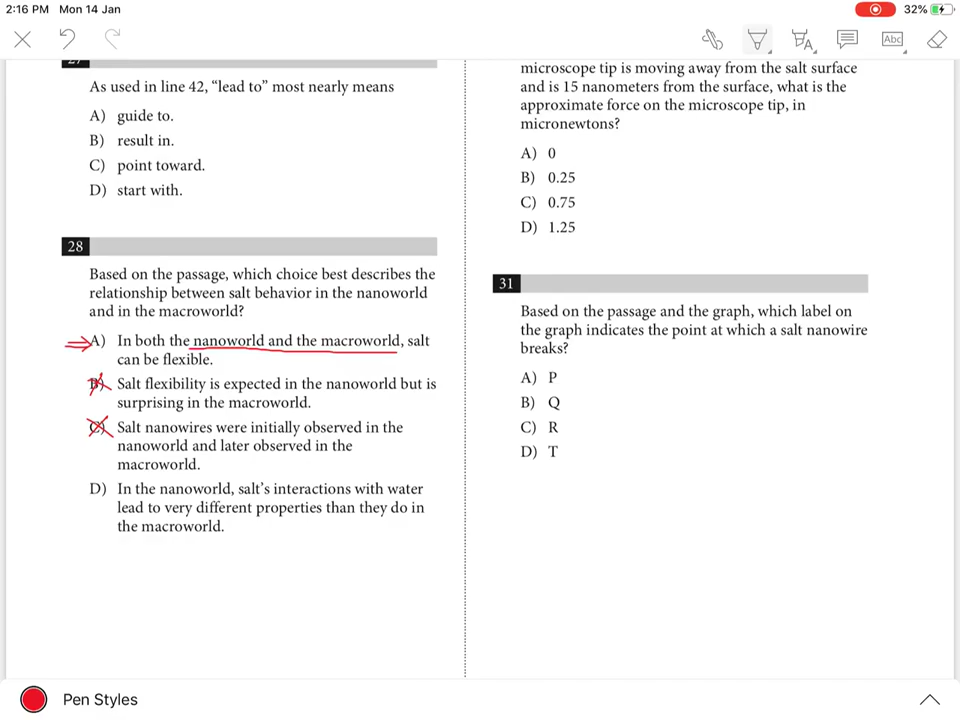 2:16 PM Mon 14 Jan
32%
Abc
27
As used in line 42, “lead to” most nearly means
A) guide to.
B) result in.
C) point toward.
D) start with.
28
Based on the passage, which choice best describes the
relationship between salt behavior in the nanoworld
and in the macroworld?
A) In both the nanoworld and the macroworld, salt
can be flexible.
B) Salt flexibility is expected in the nanoworld but is
surprising in the macroworld.
C) Salt nanowires were initially observed in the
nanoworld and later observed in the
macroworld.
D) In the nanoworld, salt’s interactions with water
lead to very different properties than they do in
the macroworld.
microscope tip is moving away from the salt surface
and is 15 nanometers from the surface, what is the
approximate force on the microscope tip, in
micronewtons?
A) 0
B) 0.25
C) 0.75
D) 1.25
31
Based on the passage and the graph, which label on
the graph indicates the point at which a salt nanowire
breaks?
A) P
B) Q
C) R
D) T
Pen Styles